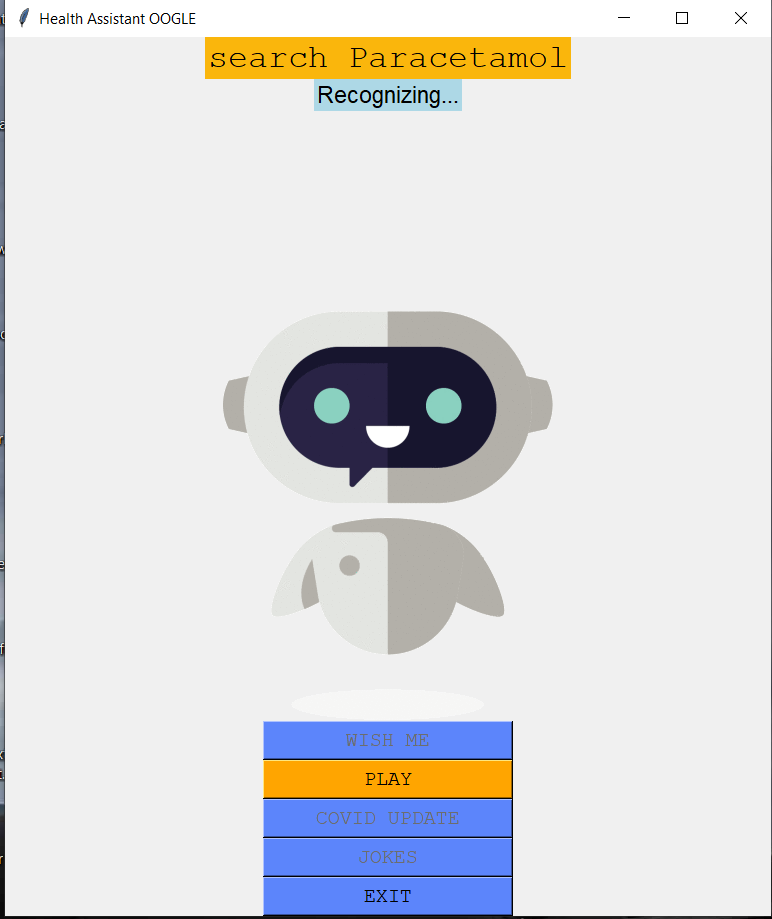 Health Assistant OOGLE
search Paracetamol
Recognizing...
WISH ME
PLAY
COVID UPDATE
JOKES
EXIT